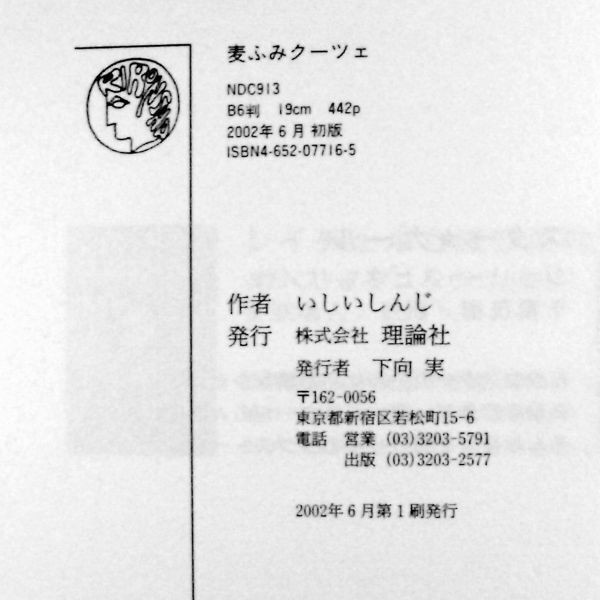 麦ふみクーツェ
NDC913
B6判 19cm 442p
2002年6月 初版
ISBN4-652-07716-5
作者 いしいしんじ
発行 株式会社 理論社
発行者 下向 実
〒162-0056
東京都新宿区若松町15-6
電話 営業 (03)3203-5791
出版 (03)3203-2577
2002年6月第1刷発行